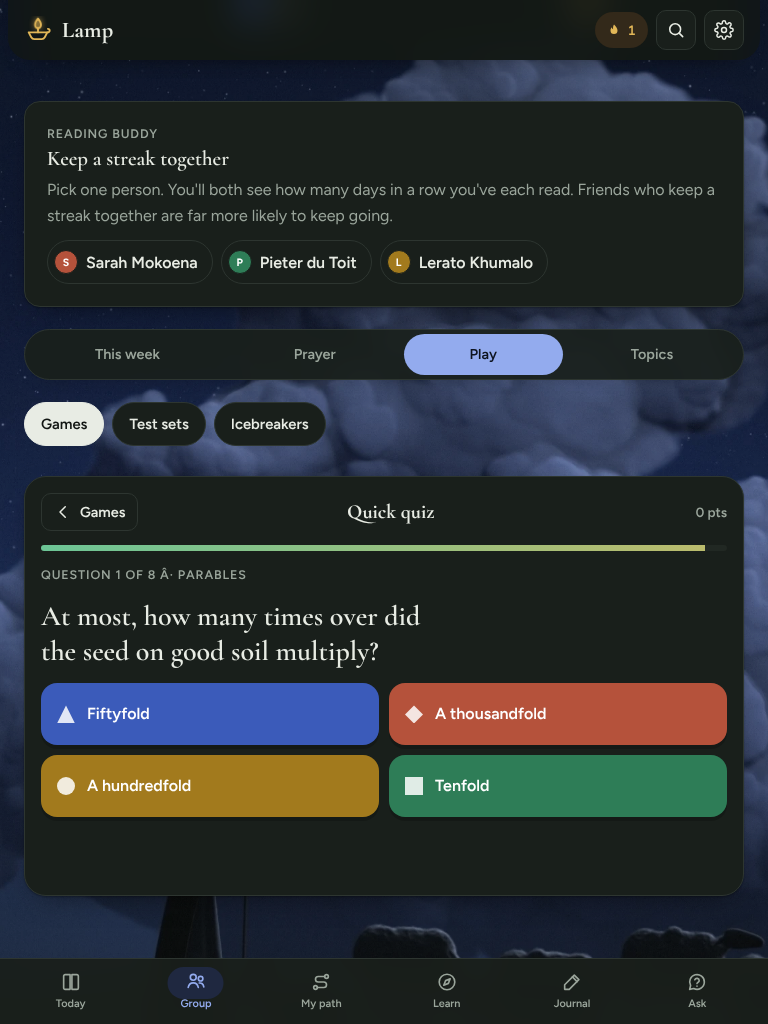 Lamp
1
READING BUDDY
Keep a streak together
Pick one person. You'll both see how many days in a row you've each read. Friends who keep a
streak together are far more likely to keep going.
S Sarah Mokoena
P Pieter du Toit
L Lerato Khumalo
This week
Prayer
Play
Topics
Games
Test sets
Icebreakers
Games
Quick quiz
0 pts
QUESTION 1 OF 8 Â· PARABLES
At most, how many times over did
the seed on good soil multiply?
Fiftyfold
A thousandfold
A hundredfold
Tenfold
Today
Group
My path
Learn
Journal
Ask